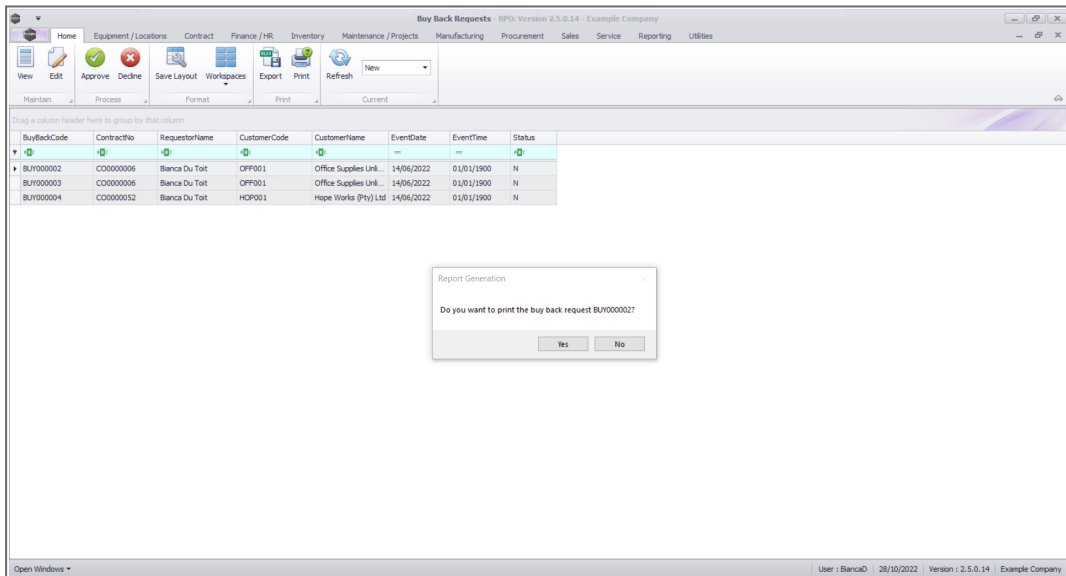 Buy Back Requests - BPO: Version 2.5.0.14 - Example Company
Home Equipment / Locations Contract Finance / HR Inventory Maintenance / Projects Manufacturing Procurement Sales Service Reporting Utilities
View Edit Approve Decline Save Layout Workspaces Export Print Refresh New
Maintain Process Format Print Current
Drag a column header here to group by that column
BuyBackCode ContractNo RequestorName CustomerCode CustomerName EventDate EventTime Status
BUY000002 CO0000006 Bianca Du Toit OFF001 Office Supplies Unli... 14/06/2022 01/01/1900 N
BUY000003 CO0000006 Bianca Du Toit OFF001 Office Supplies Unli... 14/06/2022 01/01/1900 N
BUY000004 CO0000052 Bianca Du Toit HOP001 Hope Works (Pty) Ltd 14/06/2022 01/01/1900 N
Report Generation
Do you want to print the buy back request BUY000002?
Yes No
Open Windows User : BiancaD 28/10/2022 Version : 2.5.0.14 Example Company